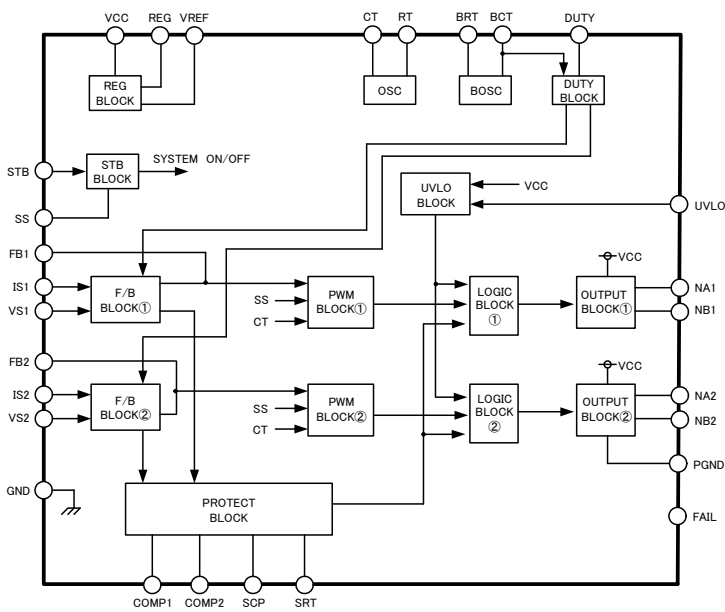 VCC REG VREF CT RT BRT BCT DUTY
REG
BLOCK
OSC
BOSC
DUTY
BLOCK
STB
STB
BLOCK
SYSTEM ON/OFF
SS
UVLO
BLOCK
VCC
UVLO
FB1
IS1
VS1
F/B
BLOCK①
SS
CT
PWM
BLOCK①
LOGIC
BLOCK
①
VCC
OUTPUT
BLOCK①
NA1
NB1
FB2
IS2
VS2
F/B
BLOCK②
SS
CT
PWM
BLOCK②
LOGIC
BLOCK
②
VCC
OUTPUT
BLOCK②
NA2
NB2
PGND
GND
PROTECT
BLOCK
FAIL
COMP1 COMP2 SCP SRT